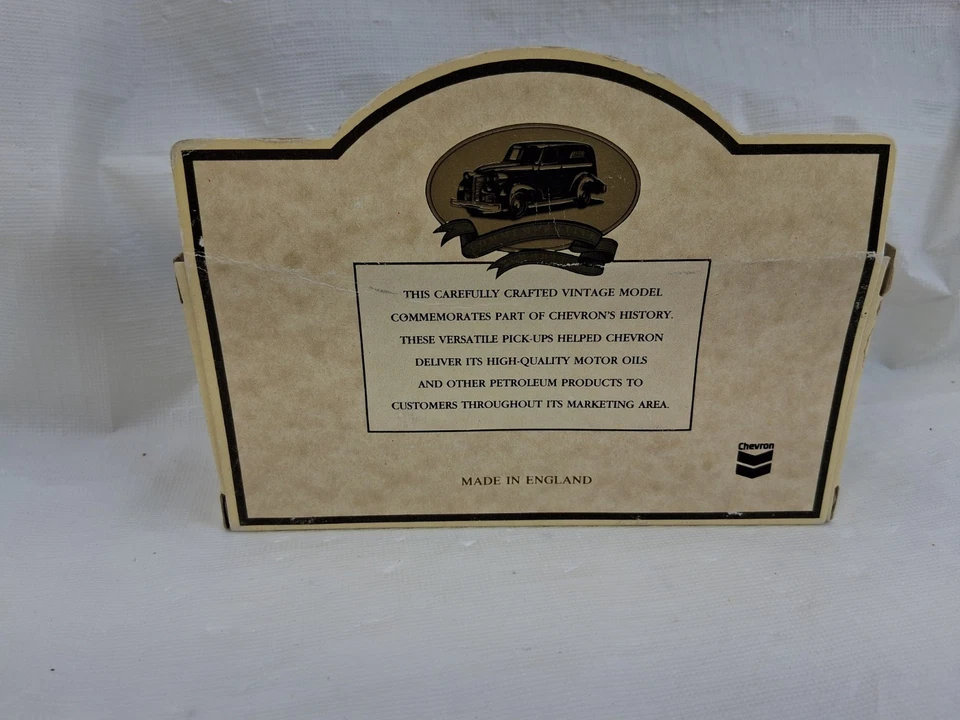 THIS CAREFULLY CRAFTED VINTAGE MODEL
COMMEMORATES PART OF CHEVRON'S HISTORY.
THESE VERSATILE PICK-UPS HELPED CHEVRON
DELIVER ITS HIGH-QUALITY MOTOR OILS
AND OTHER PETROLEUM PRODUCTS TO
CUSTOMERS THROUGHOUT ITS MARKETING AREA.
Chevron
MADE IN ENGLAND